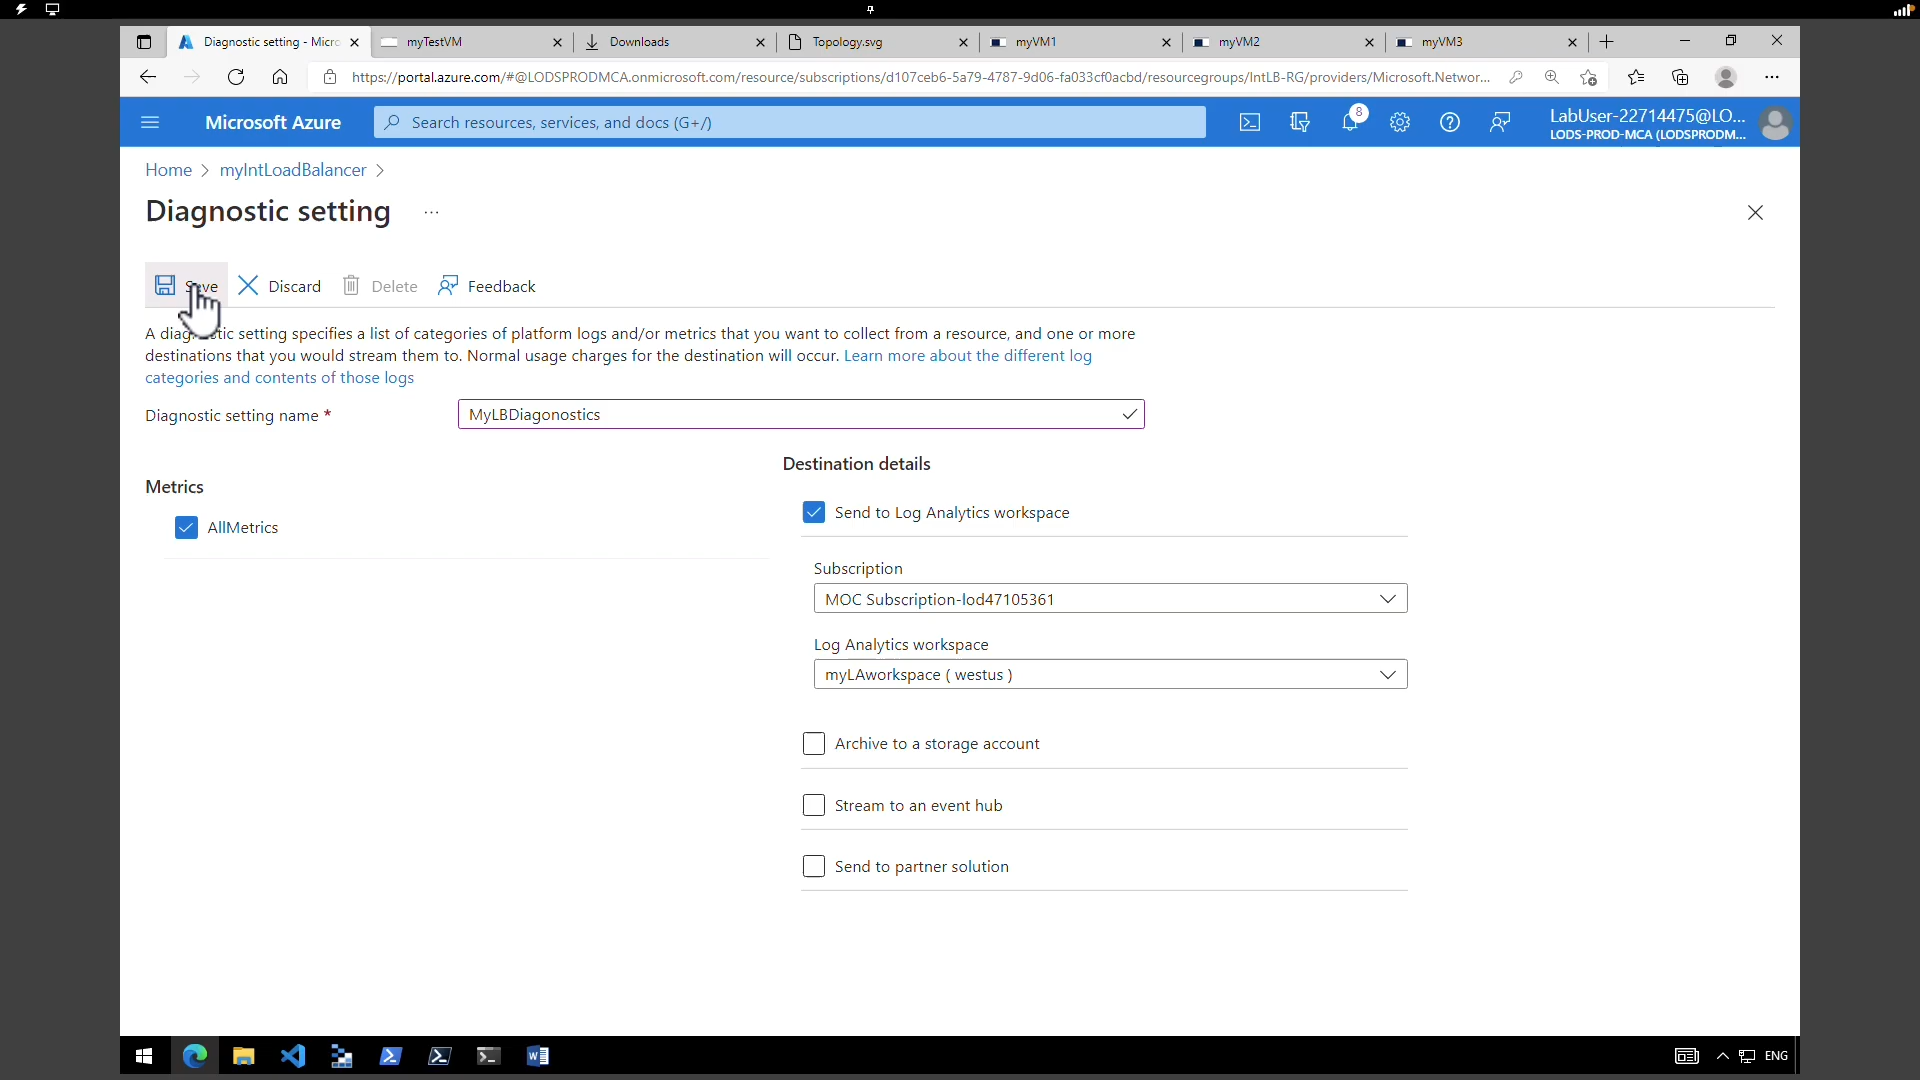 Diagnostic setting - Micro
myTestVM
Downloads
Topology.svg
myVM1
myVM2
myVM3
https://portal.azure.com/#@LODSPRODMCA.onmicrosoft.com/resource/subscriptions/d107ceb6-5a79-4787-9d06-fa033cf0acbd/resourcegroups/IntLB-RG/providers/Microsoft.Networ...
Microsoft Azure
Search resources, services, and docs (G+/)
8
LabUser-22714475@LO...
LODS-PROD-MCA (LODSPRODM...
Home > myIntLoadBalancer >
Diagnostic setting ...
Discard
Delete
Feedback
A setting specifies a list of categories of platform logs and/or metrics that you want to collect from a resource, and one or more
destinations that you would stream them to. Normal usage charges for the destination will occur. Learn more about the different log
categories and contents of those logs
Diagnostic setting name *
MyLBDiagonostics
Destination details
Metrics
Send to Log Analytics workspace
AllMetrics
Subscription
MOC Subscription-lod47105361
Log Analytics workspace
myLAworkspace ( westus )
Archive to a storage account
Stream to an event hub
Send to partner solution
ENG